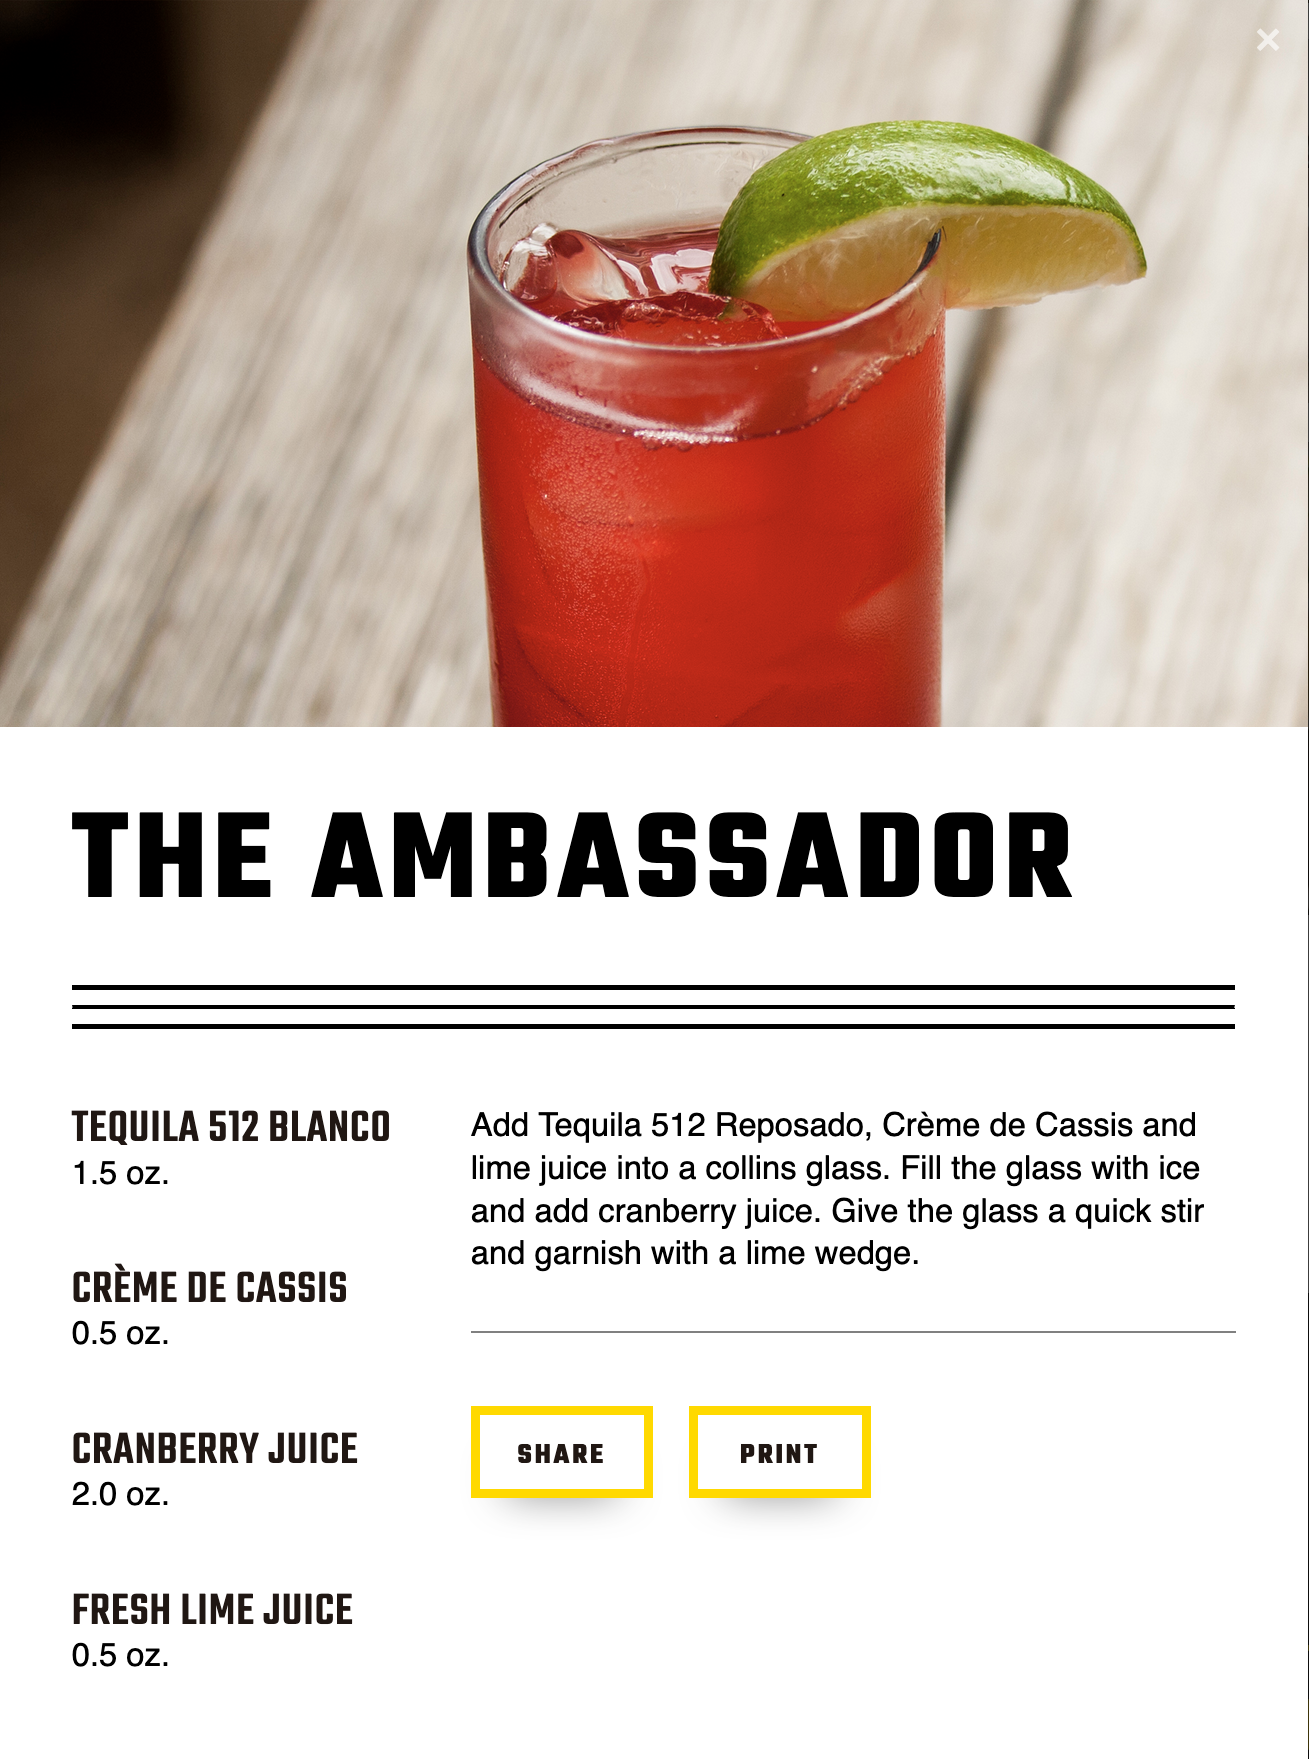 THE AMBASSADOR
TEQUILA 512 BLANCO
1.5 oz.
CRÈME DE CASSIS
0.5 oz.
CRANBERRY JUICE
2.0 oz.
FRESH LIME JUICE
0.5 oz.
Add Tequila 512 Reposado, Crème de Cassis and
lime juice into a collins glass. Fill the glass with ice
and add cranberry juice. Give the glass a quick stir
and garnish with a lime wedge.
SHARE
PRINT